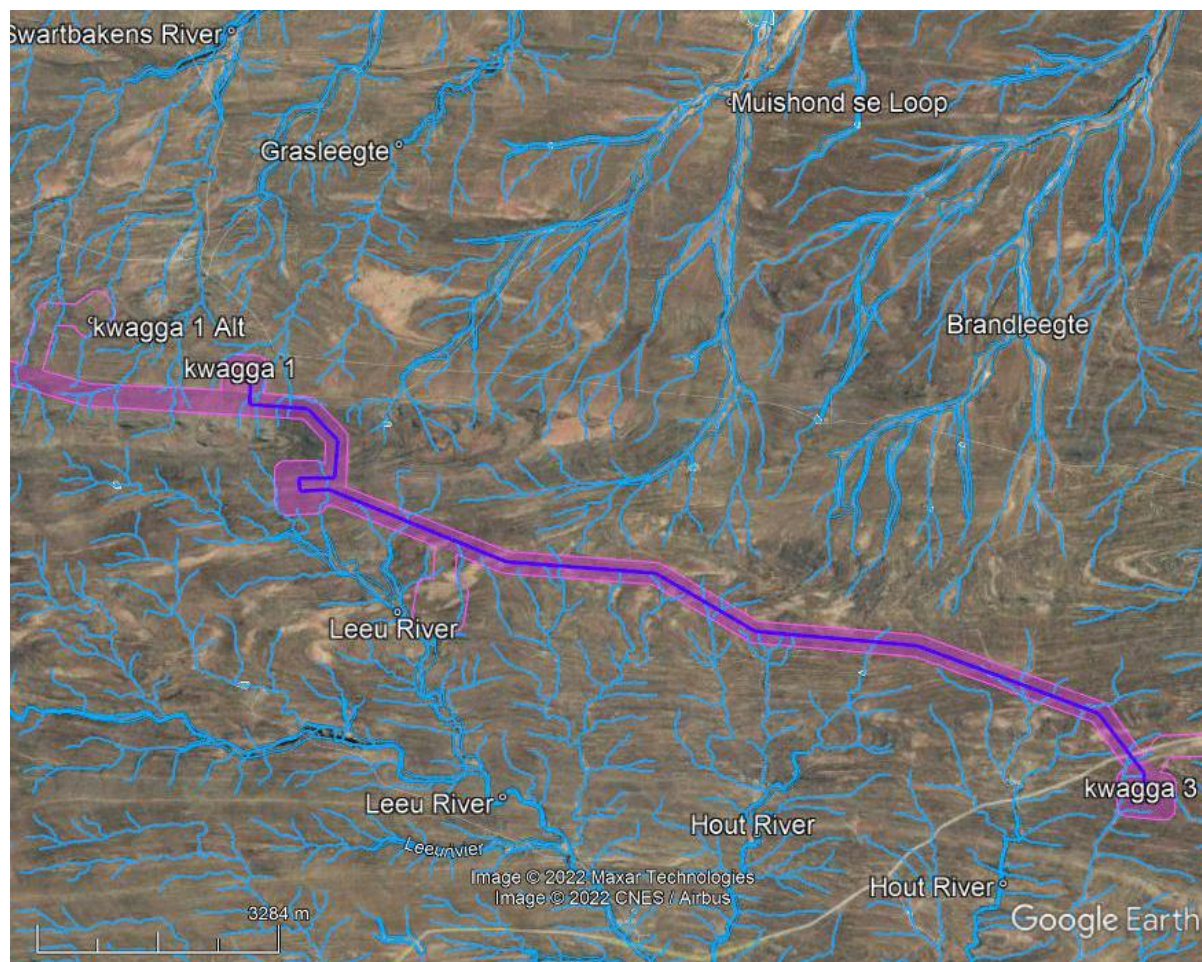 Swartbakens River
Muishond se Loop
Grasleegte
kwagga 1 Alt
Brandleegte
kwagga 1
Leeu River
kwagga 3
Leeu River
Hout River
Leeurivier
Image © 2022 Maxar Technologies
Image © 2022 CNES / Airbus
Hout River
3284 m
Google Earth